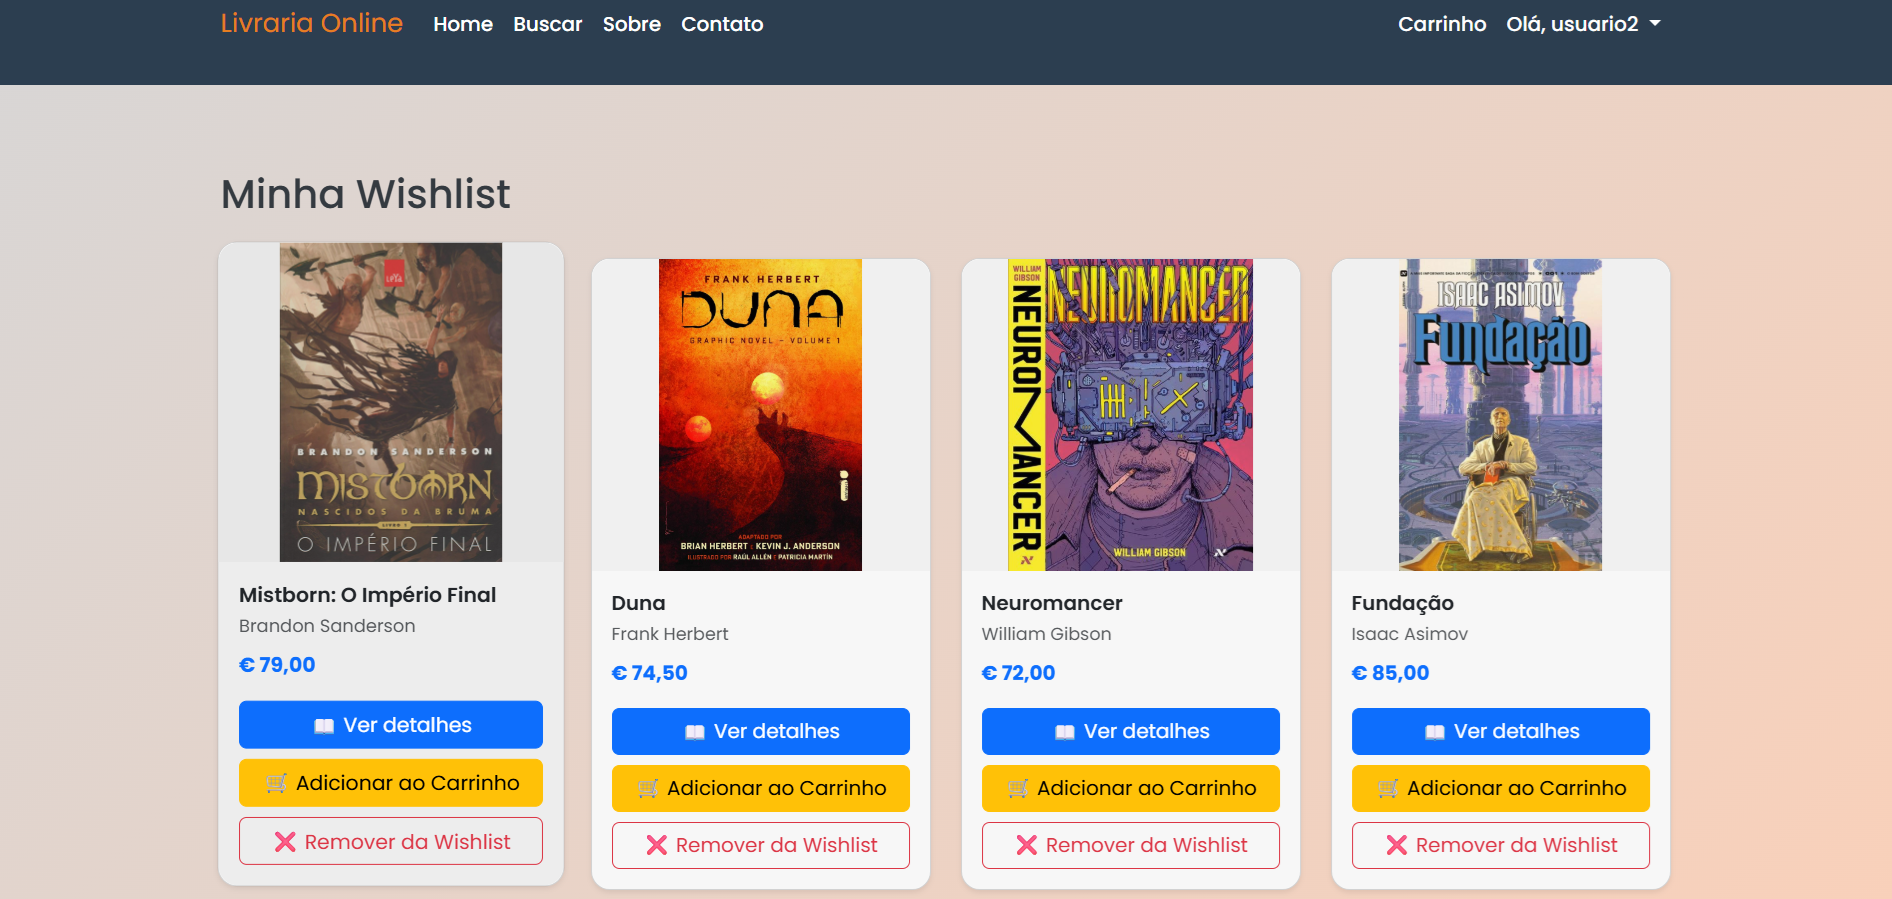 Livraria Online Home Buscar Sobre Contato Carrinho Olá, usuario2
Minha Wishlist
BRANDON SANDERSON
MISTBORN
NASCIDOS DA BRUMA
LIVRO 1
O IMPÉRIO FINAL
Mistborn: O Império Final
Brandon Sanderson
€ 79,00
Ver detalhes
Adicionar ao Carrinho
Remover da Wishlist
FRANK HERBERT
DUNA
GRAPHIC NOVEL – VOLUME 1
ADAPTADO POR
BRIAN HERBERT E KEVIN J. ANDERSON
ILUSTRADO POR RAÚL ALLÉN E PATRICIA MARTÍN
Duna
Frank Herbert
€ 74,50
Ver detalhes
Adicionar ao Carrinho
Remover da Wishlist
WILLIAM
GIBSON
NEUROMANCER
NEUROMANCER
WILLIAM GIBSON
Neuromancer
William Gibson
€ 72,00
Ver detalhes
Adicionar ao Carrinho
Remover da Wishlist
ISAAC ASIMOV
Fundação
Fundação
Isaac Asimov
€ 85,00
Ver detalhes
Adicionar ao Carrinho
Remover da Wishlist